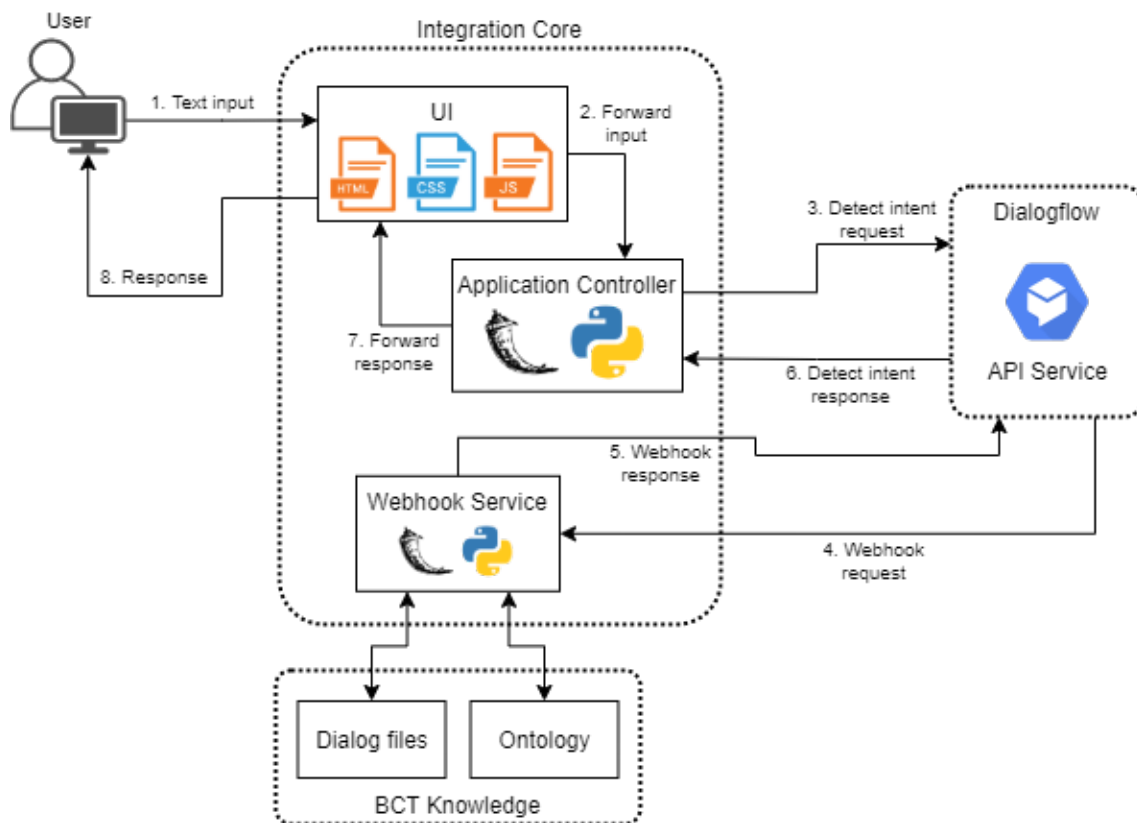 User
Integration Core
1. Text input
UI
HTML
CSS
JS
2. Forward
input
3. Detect intent
request
Dialogflow
API Service
8. Response
Application Controller
7. Forward
response
6. Detect intent
response
5. Webhook
response
Webhook Service
4. Webhook
request
Dialog files
Ontology
BCT Knowledge